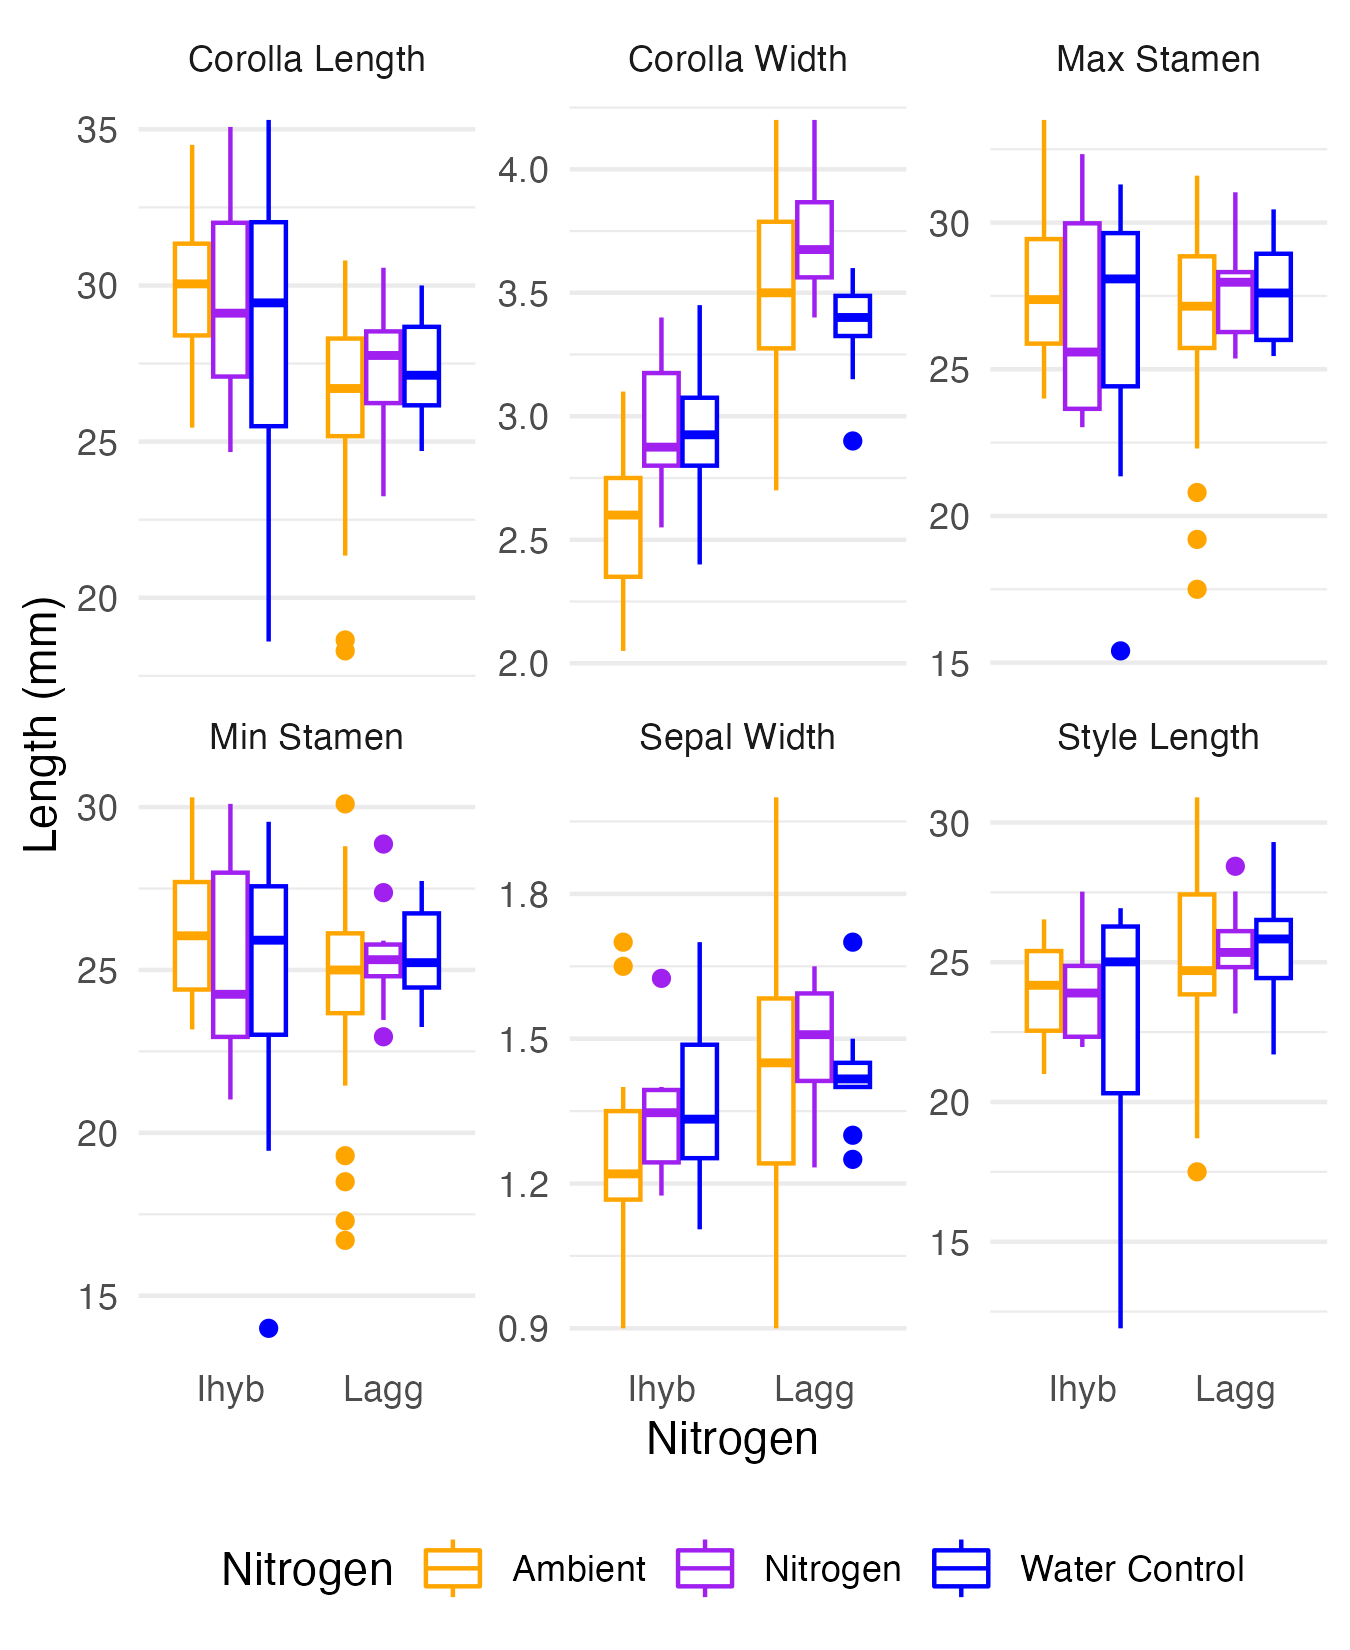 Corolla Length
Corolla Width
Max Stamen
35
30
25
20
4.0
3.5
3.0
2.5
2.0
30
25
20
15
Length (mm)
Min Stamen
Sepal Width
Style Length
30
25
20
15
1.8
1.5
1.2
0.9
30
25
20
15
Ihyb Lagg
Ihyb Lagg
Ihyb Lagg
Nitrogen
Nitrogen Ambient Nitrogen Water Control